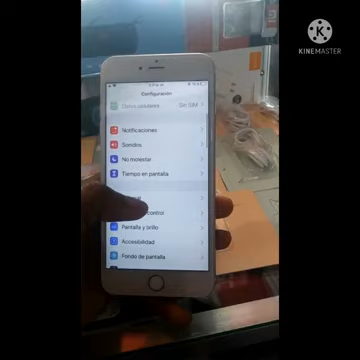 K
KINEMASTER
Configuración
Datos celulares Sin SIM
Notificaciones
Sonidos
No molestar
Tiempo en pantalla
control
Pantalla y brillo
Accesibilidad
Fondo de pantalla